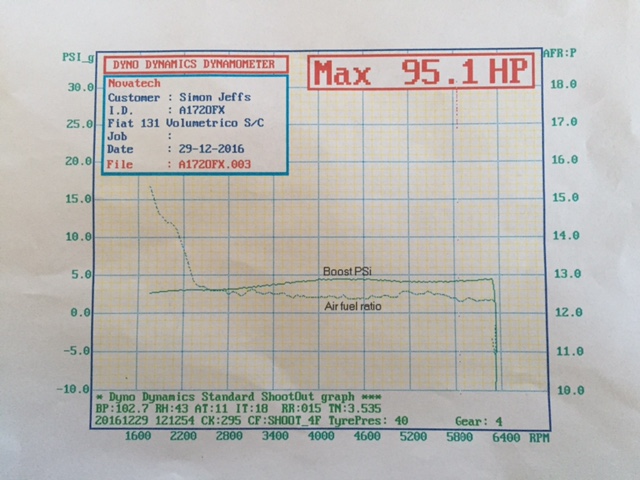 PSI_g
DYNO DYNAMICS DYNAMOMETER
Max 95.1 HP
AFR:P
Novatech
Customer : Simon Jeffs
I.D. : A172OFX
Fiat 131 Volumetrico S/C
Job :
Date : 29-12-2016
File : A172OFX.003
30.0
25.0
20.0
15.0
10.0
5.0
0.0
-5.0
-10.0
18.0
17.0
16.0
15.0
14.0
13.0
12.0
11.0
10.0
Boost PSi
Air fuel ratio
* Dyno Dynamics Standard ShootOut graph ***
BP:102.7 RH:43 AT:11 IT:18 RR:015 TN:3.535
20161229 121254 CK:295 CF:SHOOT_4F TyrePres: 40 Gear: 4
1600 2200 2800 3400 4000 4600 5200 5800 6400 RPM